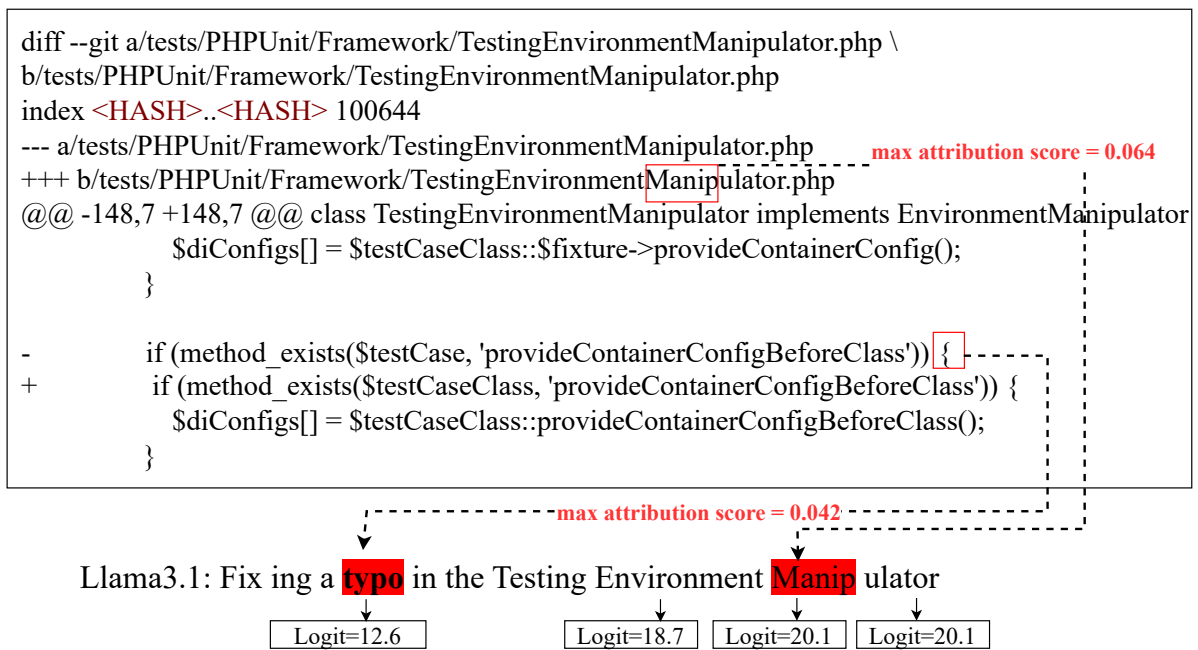 diff --git a/tests/PHPUnit/Framework/TestingEnvironmentManipulator.php \
b/tests/PHPUnit/Framework/TestingEnvironmentManipulator.php
index <HASH>..<HASH> 100644
--- a/tests/PHPUnit/Framework/TestingEnvironmentManipulator.php
max attribution score = 0.064
+++ b/tests/PHPUnit/Framework/TestingEnvironmentManipulator.php
@@ -148,7 +148,7 @@ class TestingEnvironmentManipulator implements EnvironmentManipulator
$diConfigs[] = $testCaseClass::$fixture->provideContainerConfig();
}
- if (method_exists($testCase, 'provideContainerConfigBeforeClass')) {
+ if (method_exists($testCaseClass, 'provideContainerConfigBeforeClass')) {
$diConfigs[] = $testCaseClass::provideContainerConfigBeforeClass();
}
max attribution score = 0.042
Llama3.1: Fix ing a typo in the Testing Environment Manip ulator
Logit=12.6 Logit=18.7 Logit=20.1 Logit=20.1